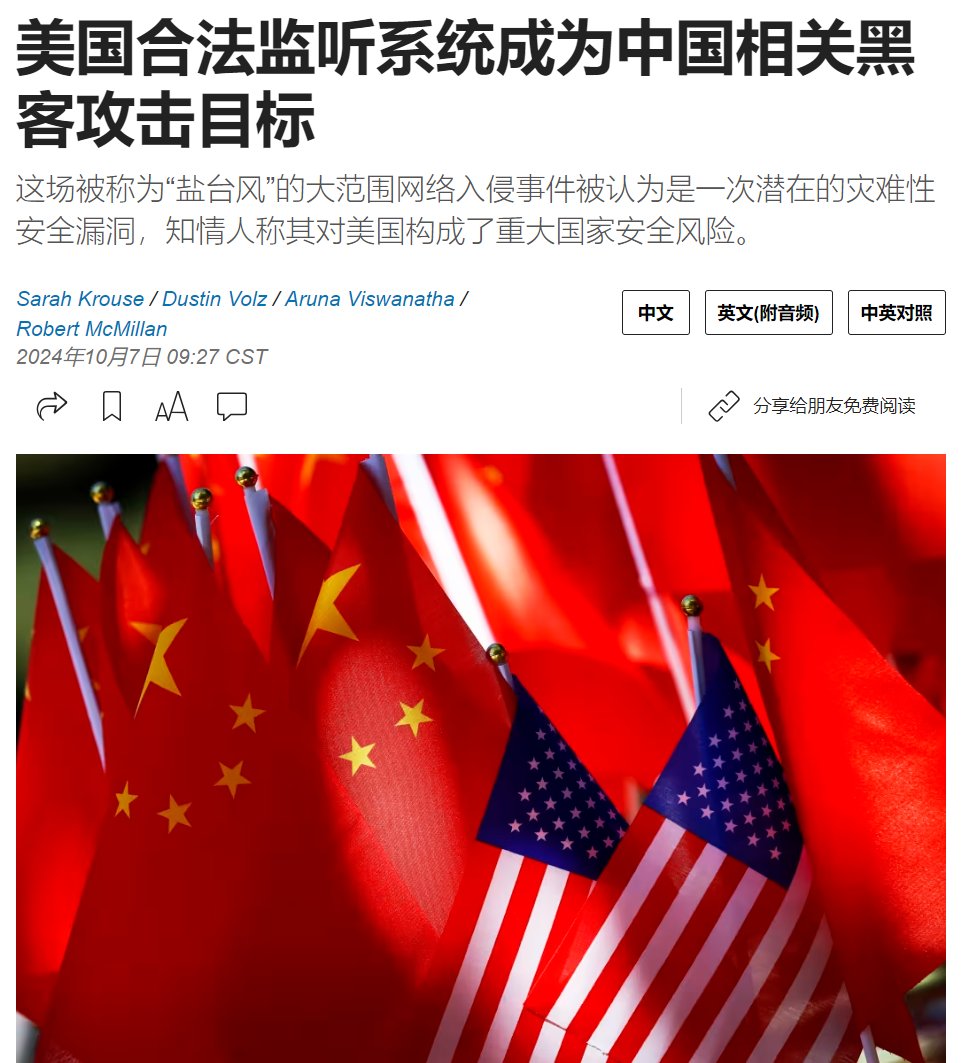 美国合法监听系统成为中国相关黑
客攻击目标
这场被称为“盐台风”的大范围网络入侵事件被认为是一次潜在的灾难性
安全漏洞，知情人称其对美国构成了重大国家安全风险。
Sarah Krouse / Dustin Volz / Aruna Viswanatha /
Robert McMillan
2024年10月7日 09:27 CST
中文
英文(附音频)
中英对照
AA
分享给朋友免费阅读